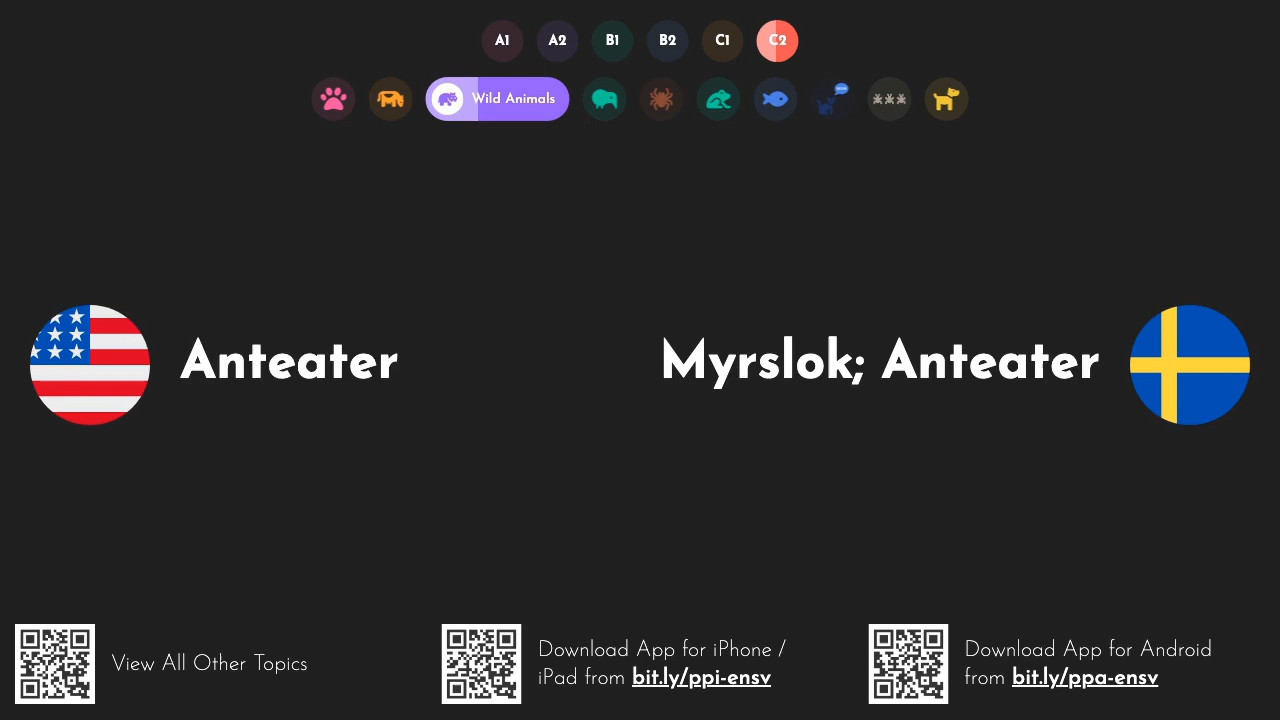 A1 A2 B1 B2 C1 C2
Wild Animals
Anteater
Myrslok; Anteater
View All Other Topics
Download App for iPhone /
iPad from bit.ly/ppi-ensv
Download App for Android
from bit.ly/ppa-ensv